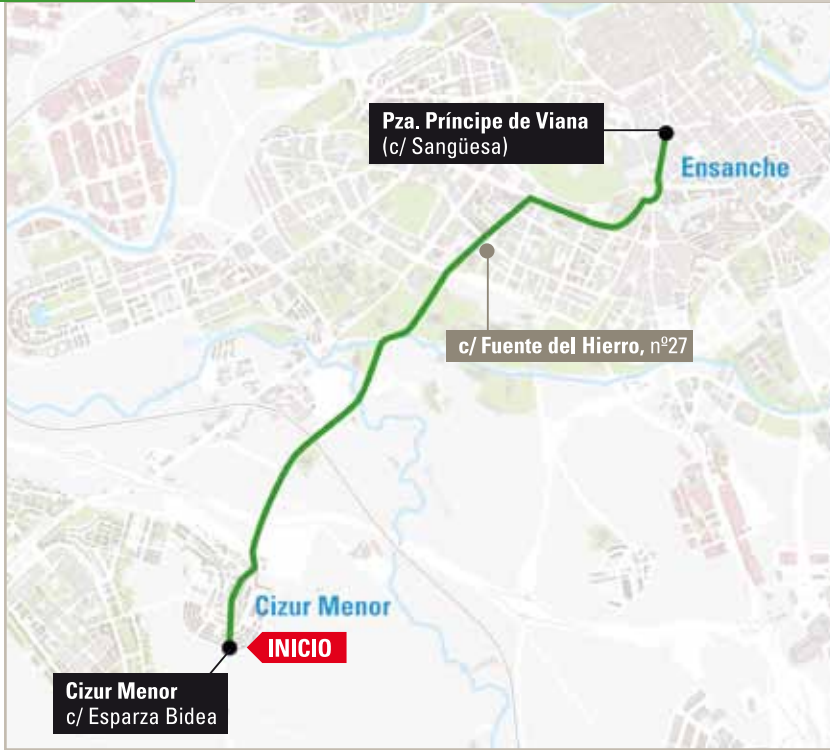 Pza. Príncipe de Viana
(c/ Sangüesa)
Ensanche
c/ Fuente del Hierro, nº27
Cizur Menor
INICIO
Cizur Menor
c/ Esparza Bidea